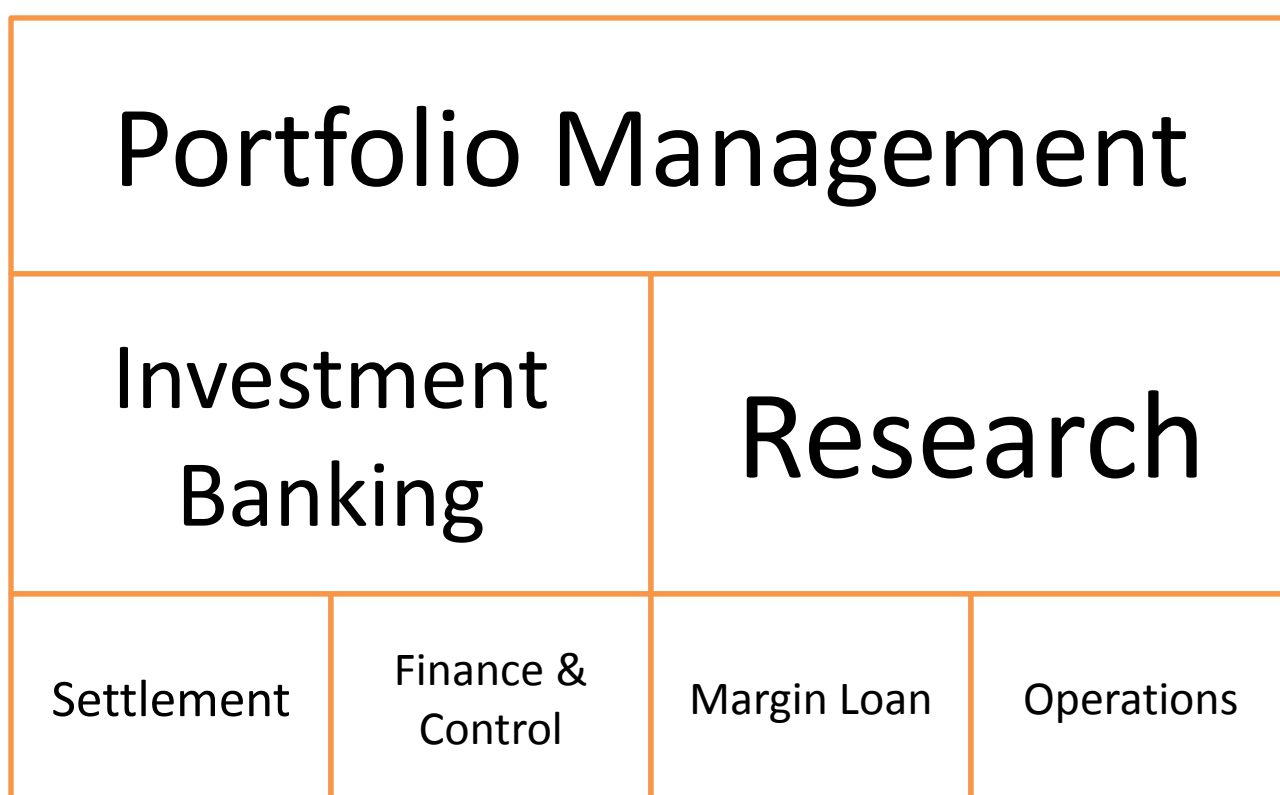 Portfolio Management
Investment
Banking
Research
Settlement
Finance &
Control
Margin Loan
Operations